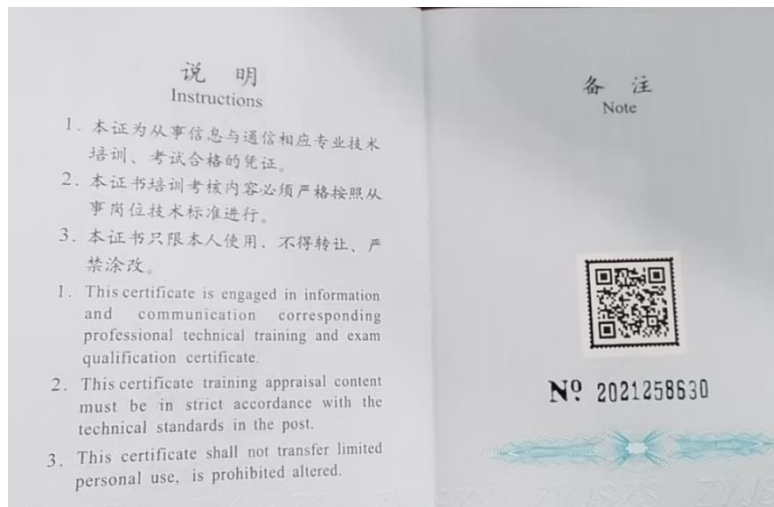 说 明
Instructions
1. 本证为从事信息与通信相应专业技术
培训、考试合格的凭证。
2. 本证书培训考核内容必须严格按照从
事岗位技术标准进行。
3. 本证书只限本人使用、不得转让、严
禁涂改。
1. This certificate is engaged in information
and communication corresponding
professional technical training and exam
qualification certificate.
2. This certificate training appraisal content
must be in strict accordance with the
technical standards in the post.
3. This certificate shall not transfer limited
personal use, is prohibited altered.
备 注
Note
Nº 2021258630